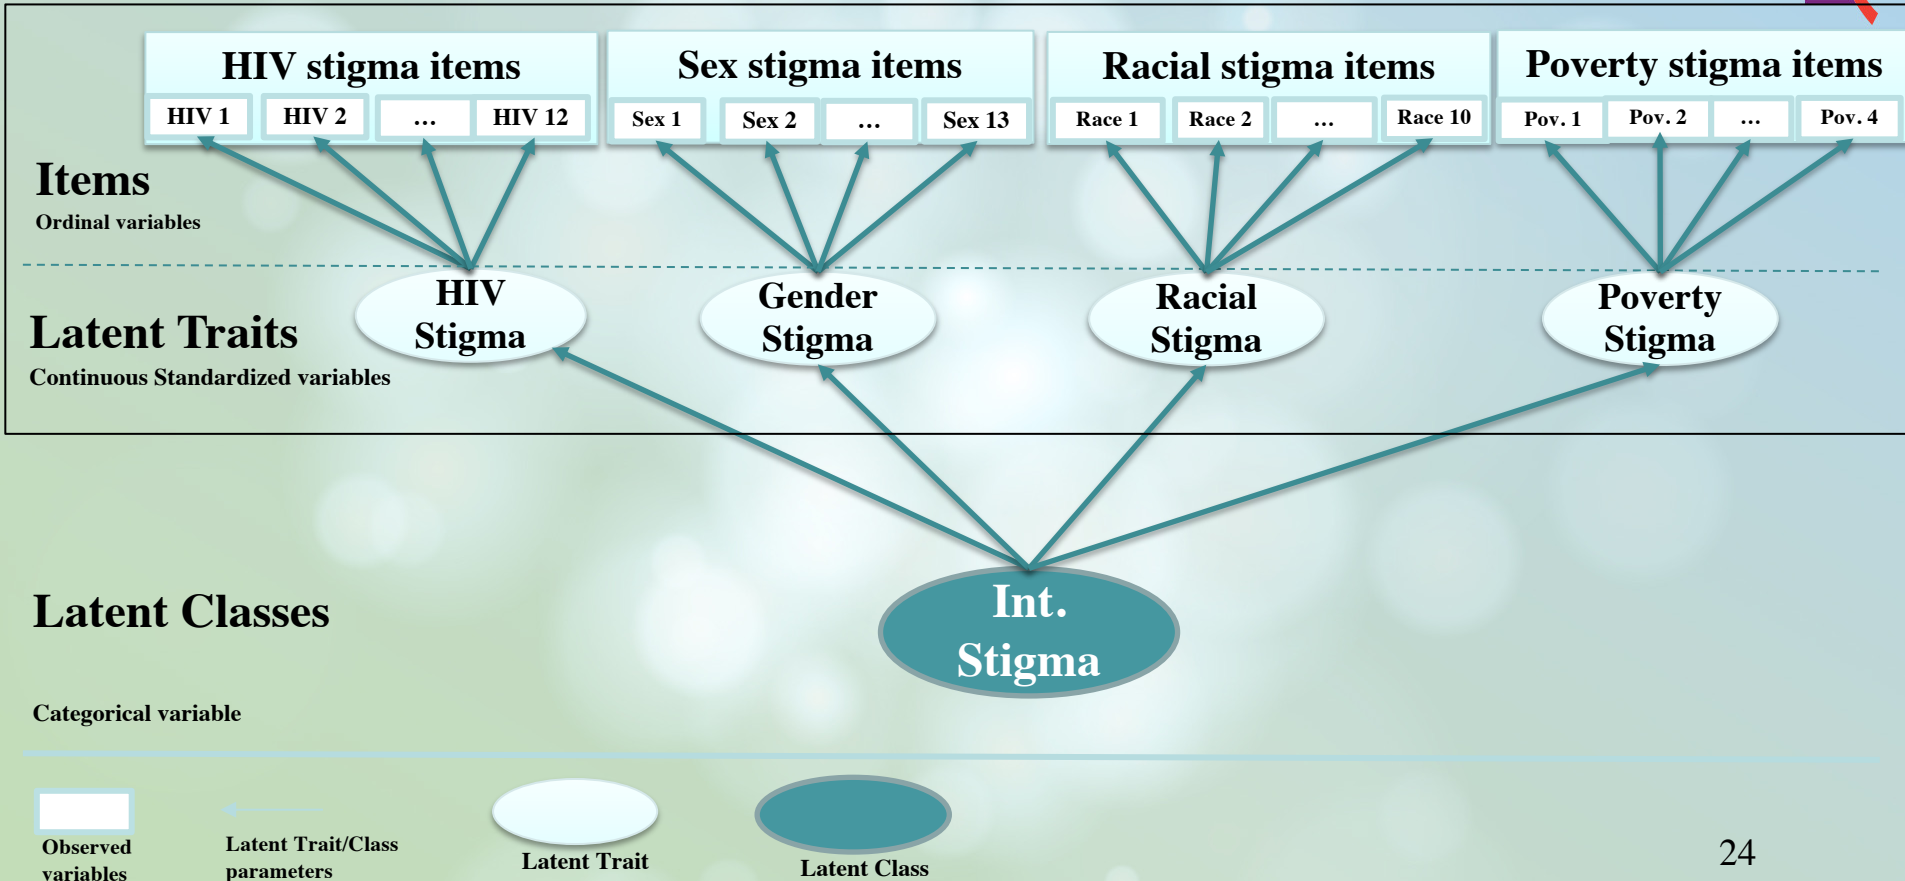 HIV stigma items
Sex stigma items
Racial stigma items
Poverty stigma items
HIV 1
HIV 2
...
HIV 12
Sex 1
Sex 2
...
Sex 13
Race 1
Race 2
...
Race 10
Pov. 1
Pov. 2
...
Pov. 4
Items
Ordinal variables
HIV
Stigma
Gender
Stigma
Racial
Stigma
Poverty
Stigma
Latent Traits
Continuous Standardized variables
Int.
Stigma
Latent Classes
Categorical variable
Observed
variables
Latent Trait/Class
parameters
Latent Trait
Latent Class
24